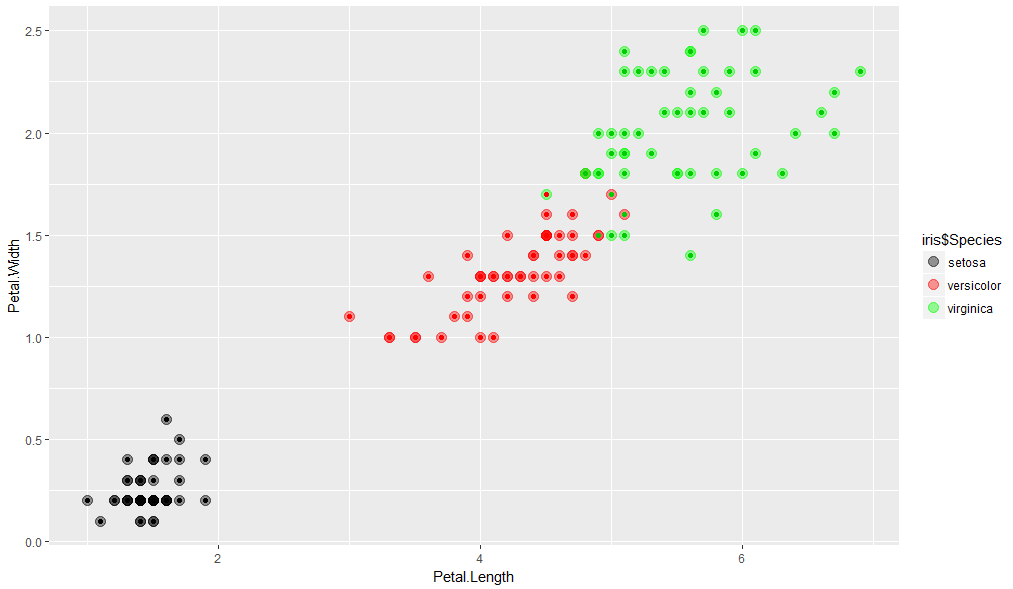 2.5
2.0
1.5
1.0
0.5
0.0
Petal.Width
2 4 6
Petal.Length
iris$Species
setosa
versicolor
virginica